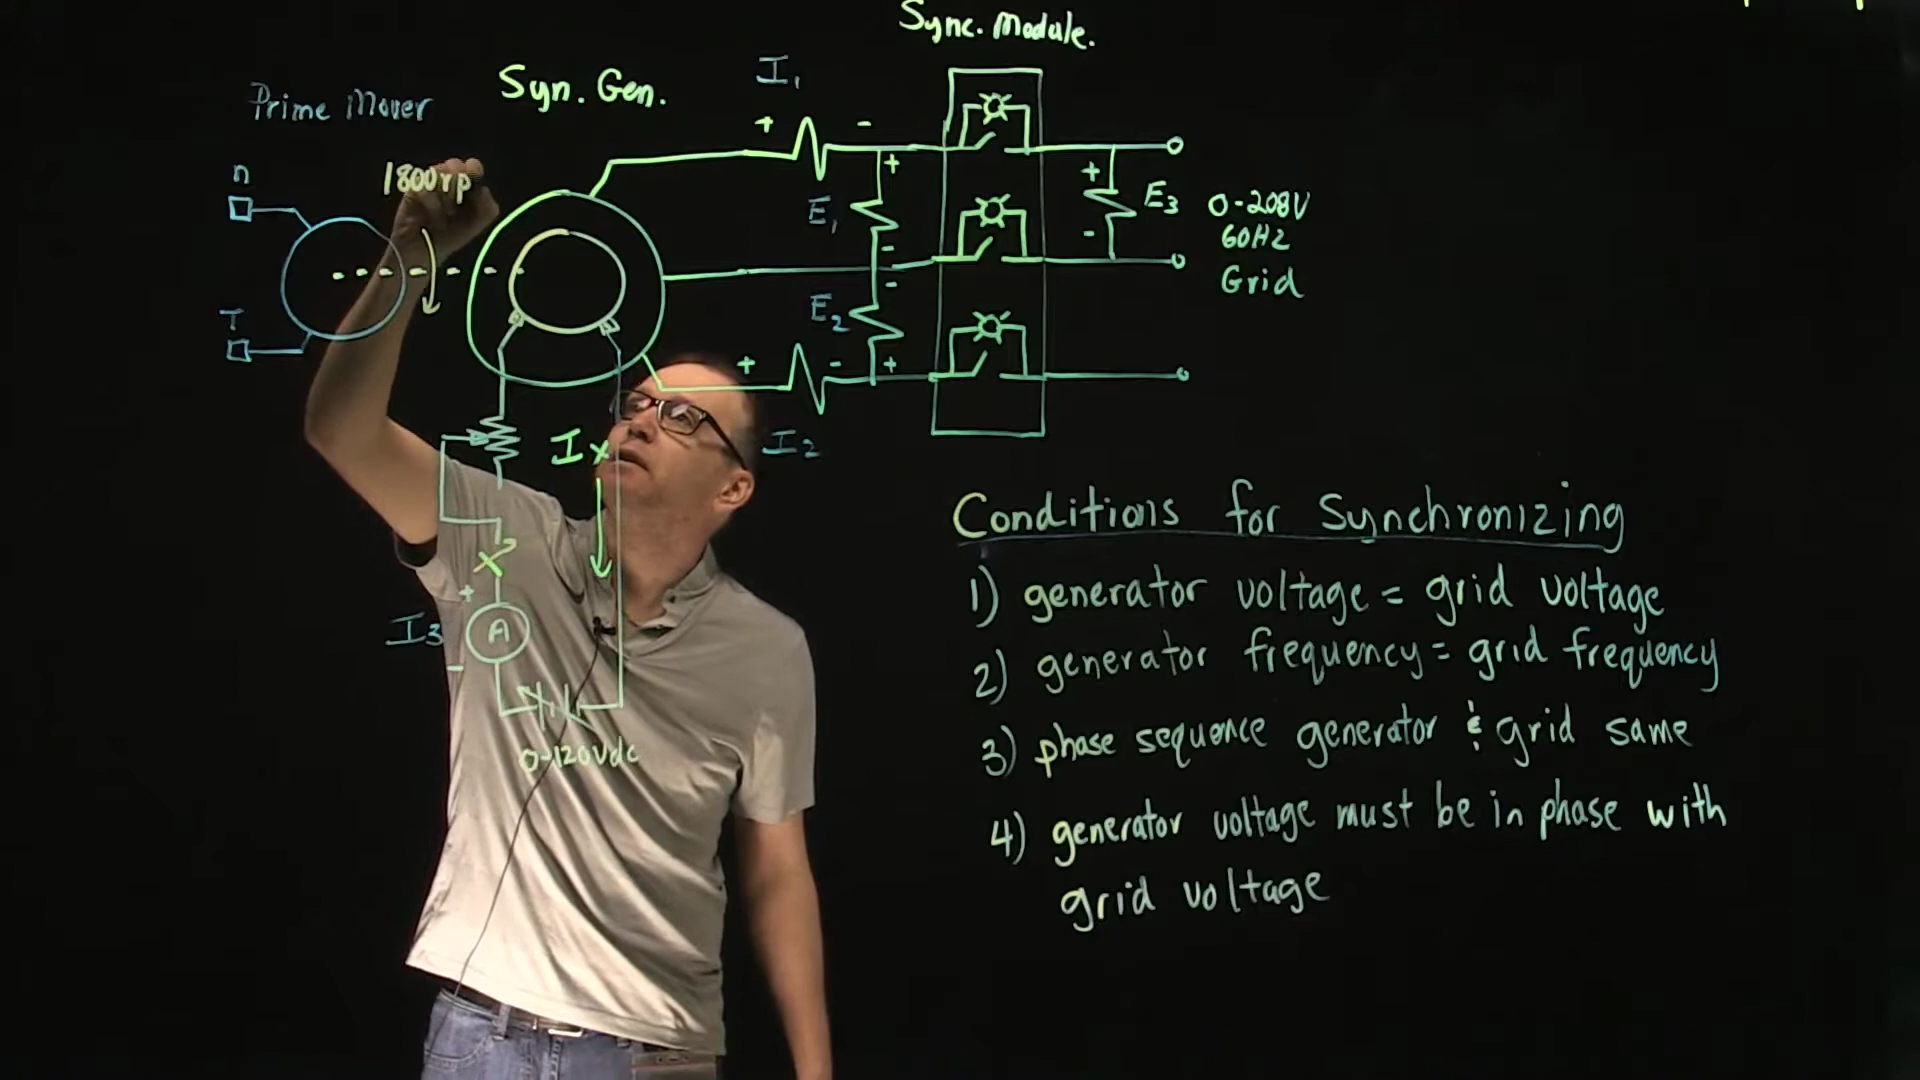 Sync. Module.
Prime Mover
Syn. Gen.
I1
+
-
n
1800rp
+
E1
-
+
E3
-
0-208V
60Hz
Grid
T
-
E2
+
+
-
I2
Ix
+
I3
A
-
0-120Vdc
Conditions for Synchronizing
1) generator voltage = grid voltage
2) generator frequency = grid frequency
3) phase sequence generator & grid same
4) generator voltage must be in phase with
grid voltage